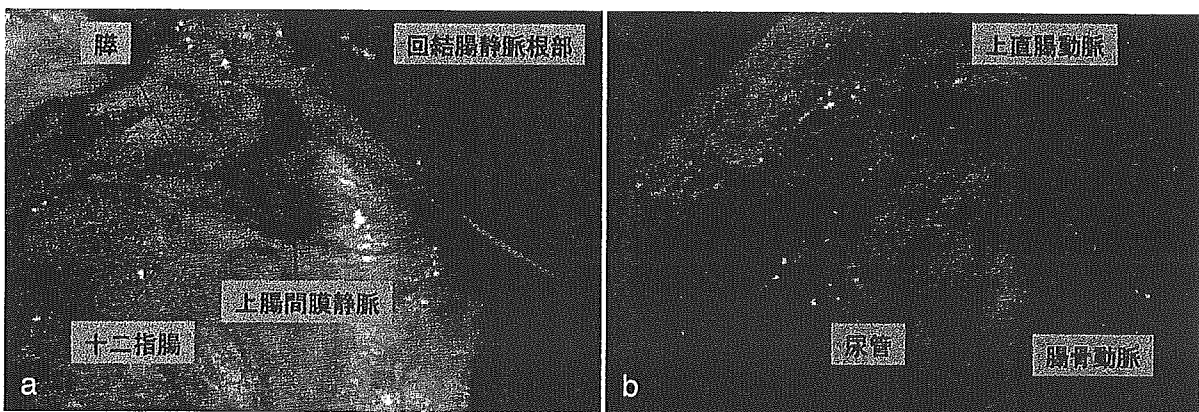 膵
回結腸静脈根部
上腸間膜静脈
十二指腸
a
上直腸動脈
尿管
腸骨動脈
b